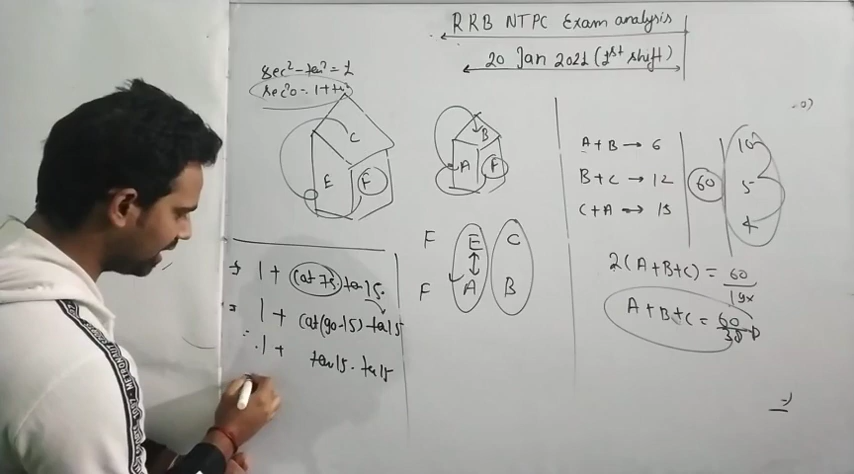 RRB NTPC Exam analysis
20 Jan 2021 (1st shift)
sec² - tan² = 1
sec²θ = 1 + tan²
C
E
F
B
A
F
F E C
F A B
A + B → 6
B + C → 12
C + A → 15
60
10
5
4
2(A+B+C) = 60
A+B+C = 60
1 + cot 75. tan 15.
= 1 + cot(90-15) tan 15
= 1 + tan 15. tan 15